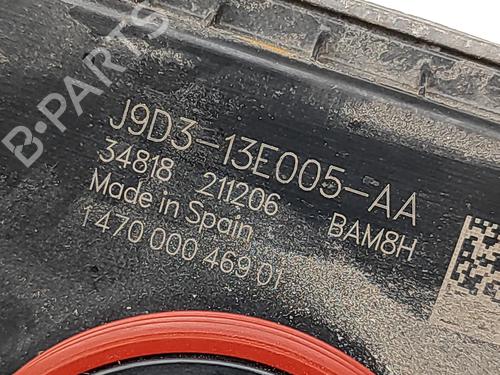 B-PARTS
J9D3-13E005-AA
34818 211206 BAM8H
Made in Spain
1 470 000 469 01